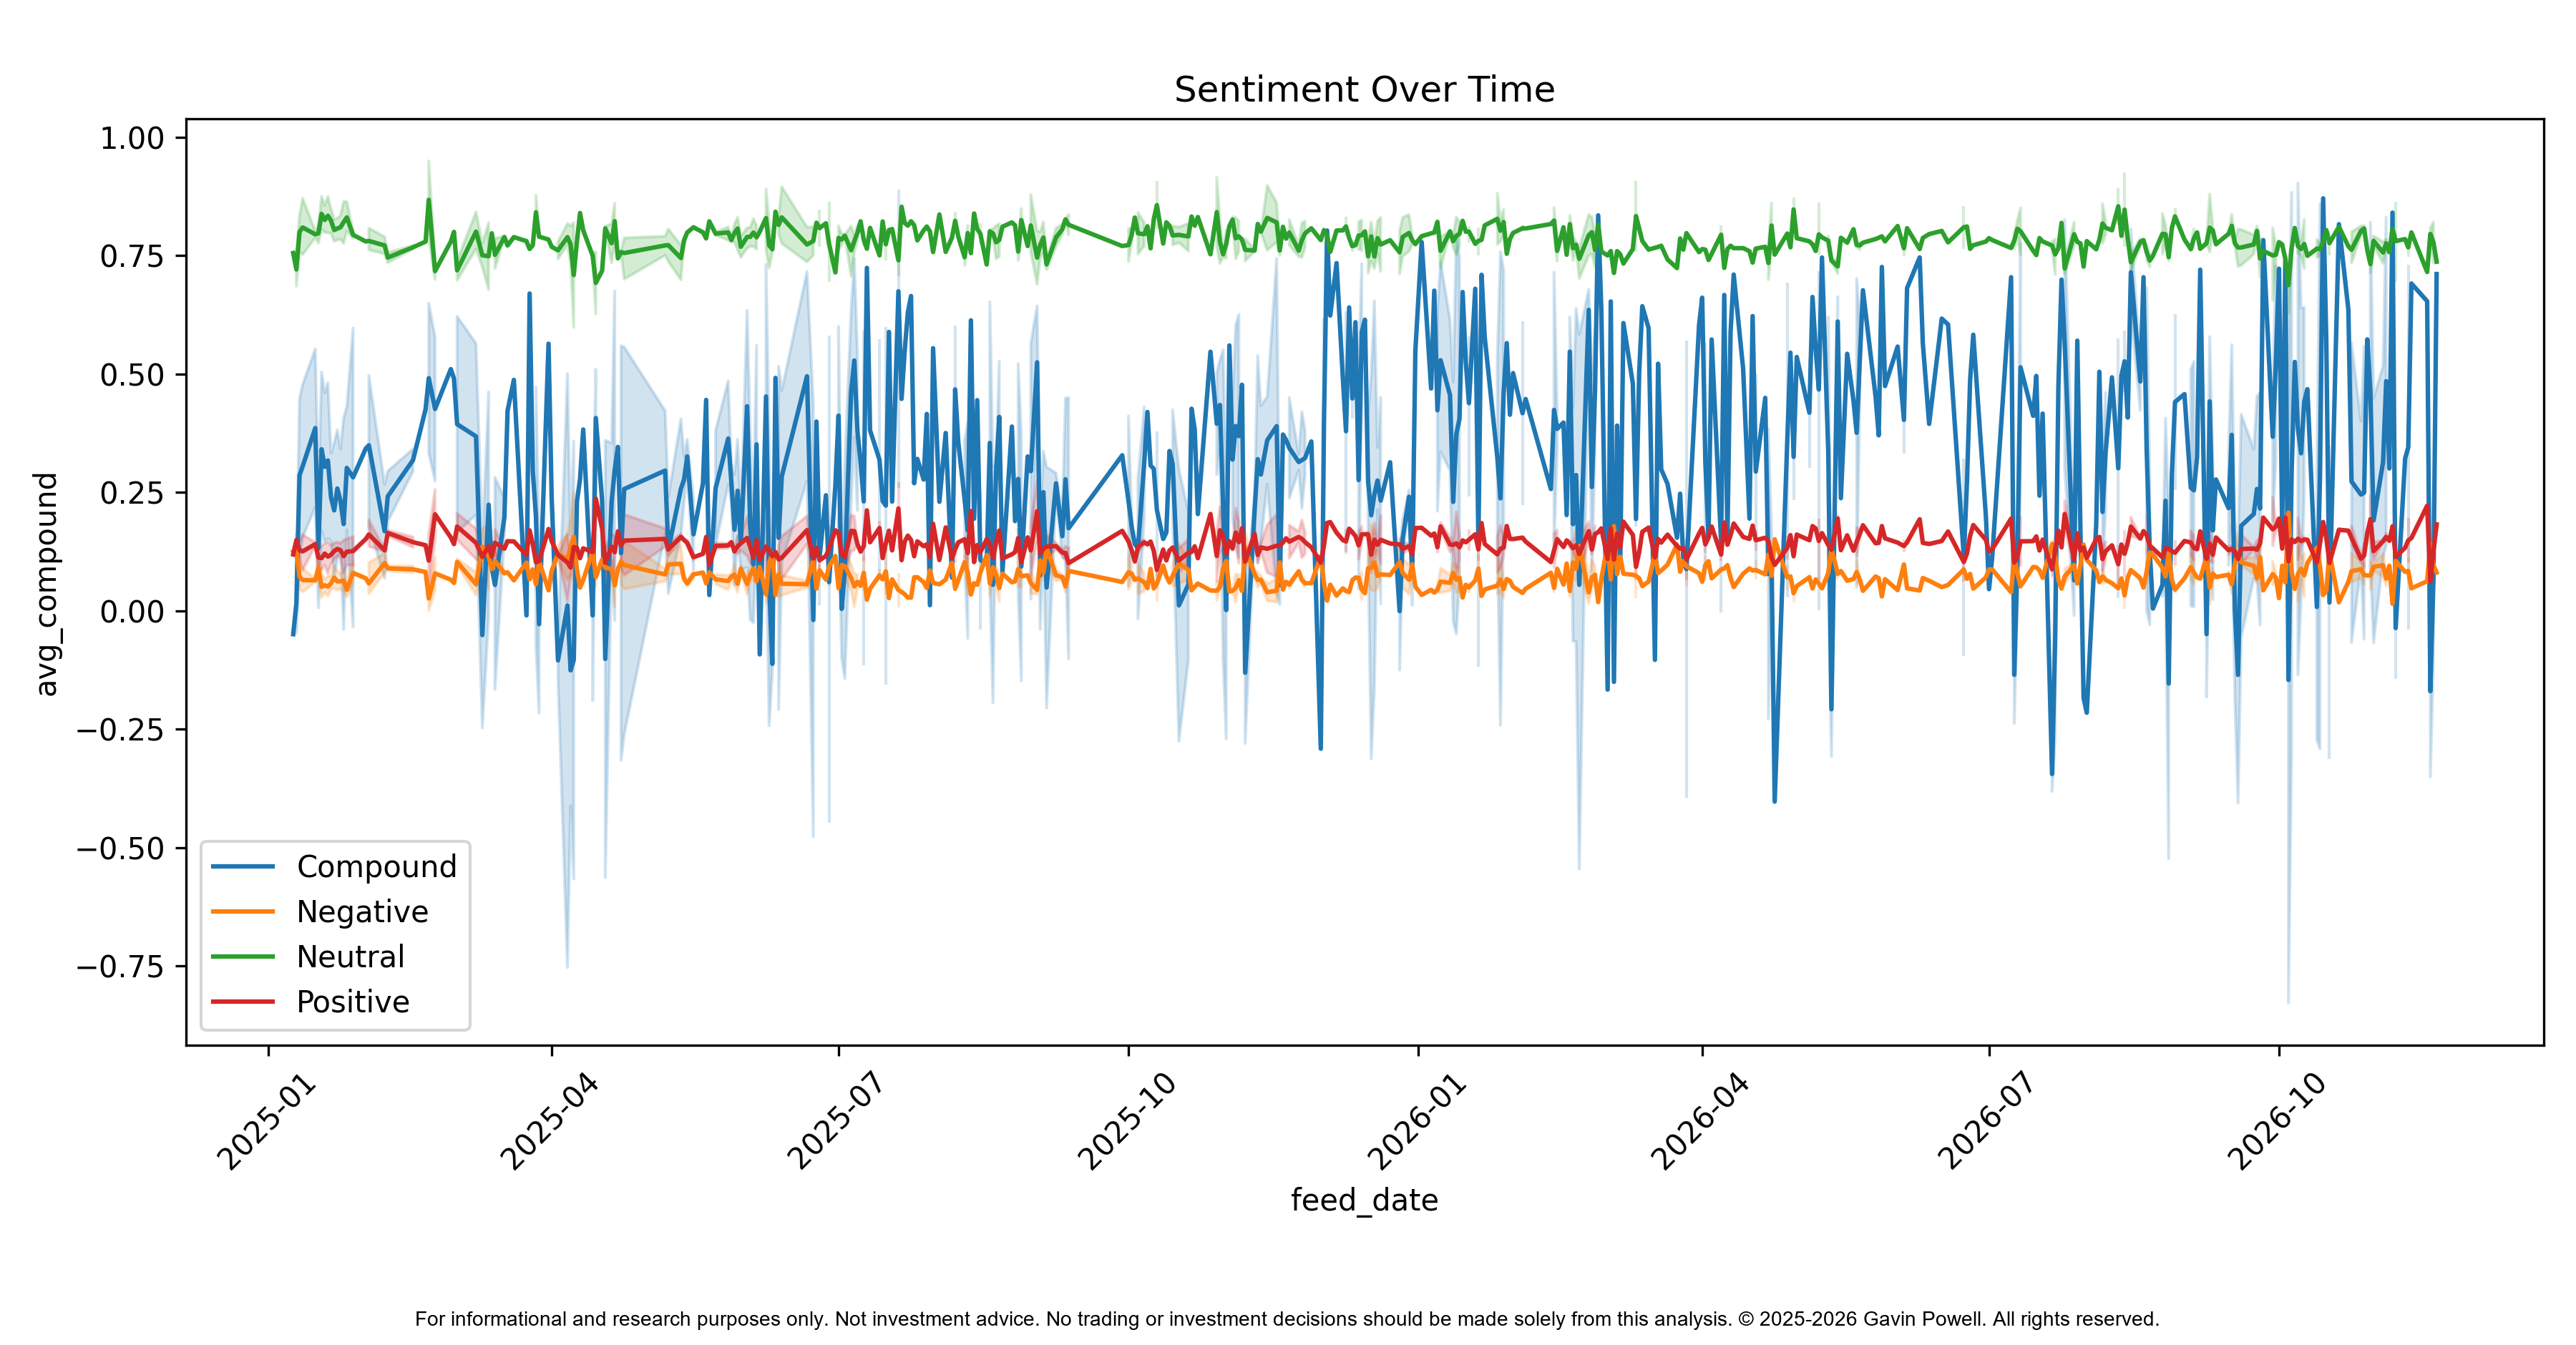 Sentiment Over Time
1.00
0.75
0.50
0.25
0.00
−0.25
−0.50
−0.75
avg_compound
Compound
Negative
Neutral
Positive
2025-01
2025-04
2025-07
2025-10
2026-01
2026-04
2026-07
2026-10
feed_date
For informational and research purposes only. Not investment advice. No trading or investment decisions should be made solely from this analysis. © 2025-2026 Gavin Powell. All rights reserved.